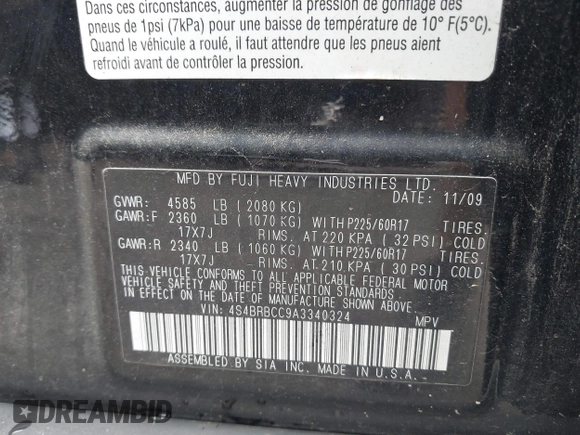 Dans ces circonstances, augmenter la pression de gonflage des
pneus de 1psi (7kPa) pour une baisse de température de 10° F(5°C).
Quand le véhicule a roulé, il faut attendre que les pneus aient
refroidi avant de contrôler la pression.
MFD BY FUJI HEAVY INDUSTRIES LTD.
DATE: 11/09
GVWR: 4585 LB ( 2080 KG)
GAWR:F 2360 LB ( 1070 KG) WITH P225/60R17 TIRES.
17X7J RIMS. AT 220 KPA ( 32 PSI) COLD
GAWR:R 2340 LB ( 1060 KG) WITH P225/60R17 TIRES.
17X7J RIMS. AT 210 KPA ( 30 PSI) COLD
THIS VEHICLE CONFORMS TO ALL APPLICABLE FEDERAL MOTOR
VEHICLE SAFETY AND THEFT PREVENTION STANDARDS
IN EFFECT ON THE DATE OF MANUFACTURE SHOWN ABOVE.
VIN: 4S4BRBCC9A3340324 MPV
ASSEMBLED BY SIA INC. MADE IN U.S.A.
DREAMBID